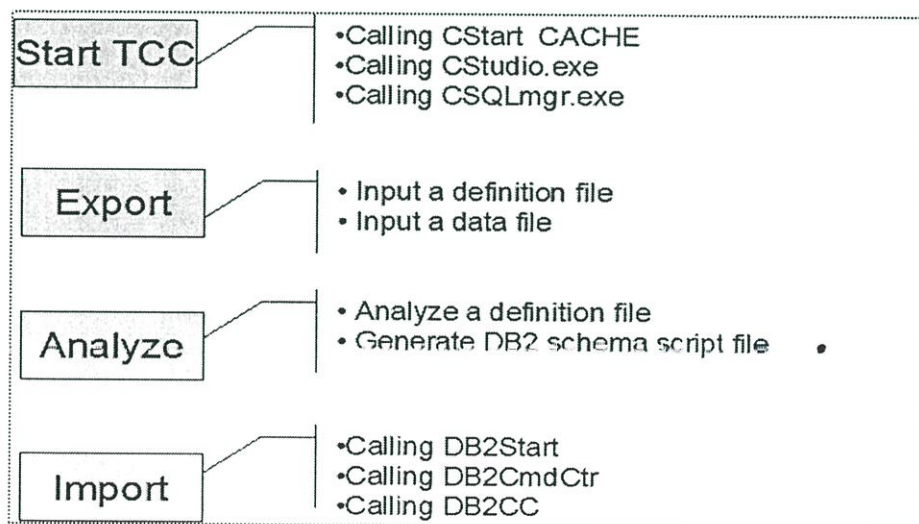 Start TCC
•Calling CStart CACHE
•Calling CStudio.exe
•Calling CSQLmgr.exe
Export
• Input a definition file
• Input a data file
Analyze
• Analyze a definition file
• Generate DB2 schema script file
Import
•Calling DB2Start
•Calling DB2CmdCtr
•Calling DB2CC